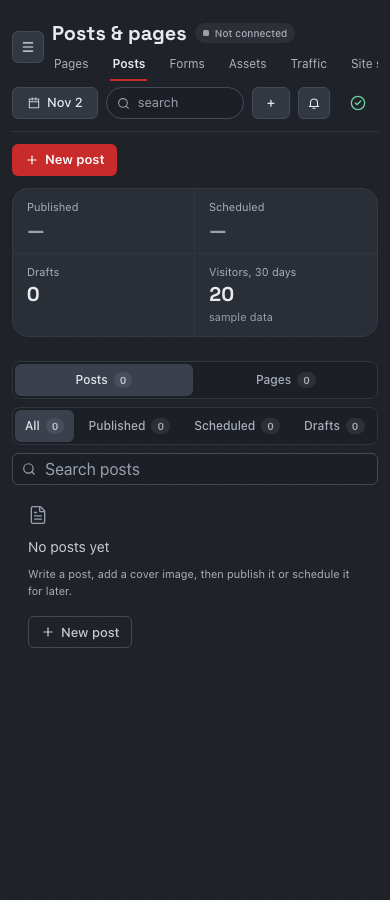 Posts & pages
Not connected
Pages Posts Forms Assets Traffic Site s
Nov 2 search +
+ New post
Published Scheduled
— —
Drafts Visitors, 30 days
0 20
sample data
Posts 0 Pages 0
All 0 Published 0 Scheduled 0 Drafts 0
Search posts
No posts yet
Write a post, add a cover image, then publish it or schedule it
for later.
+ New post